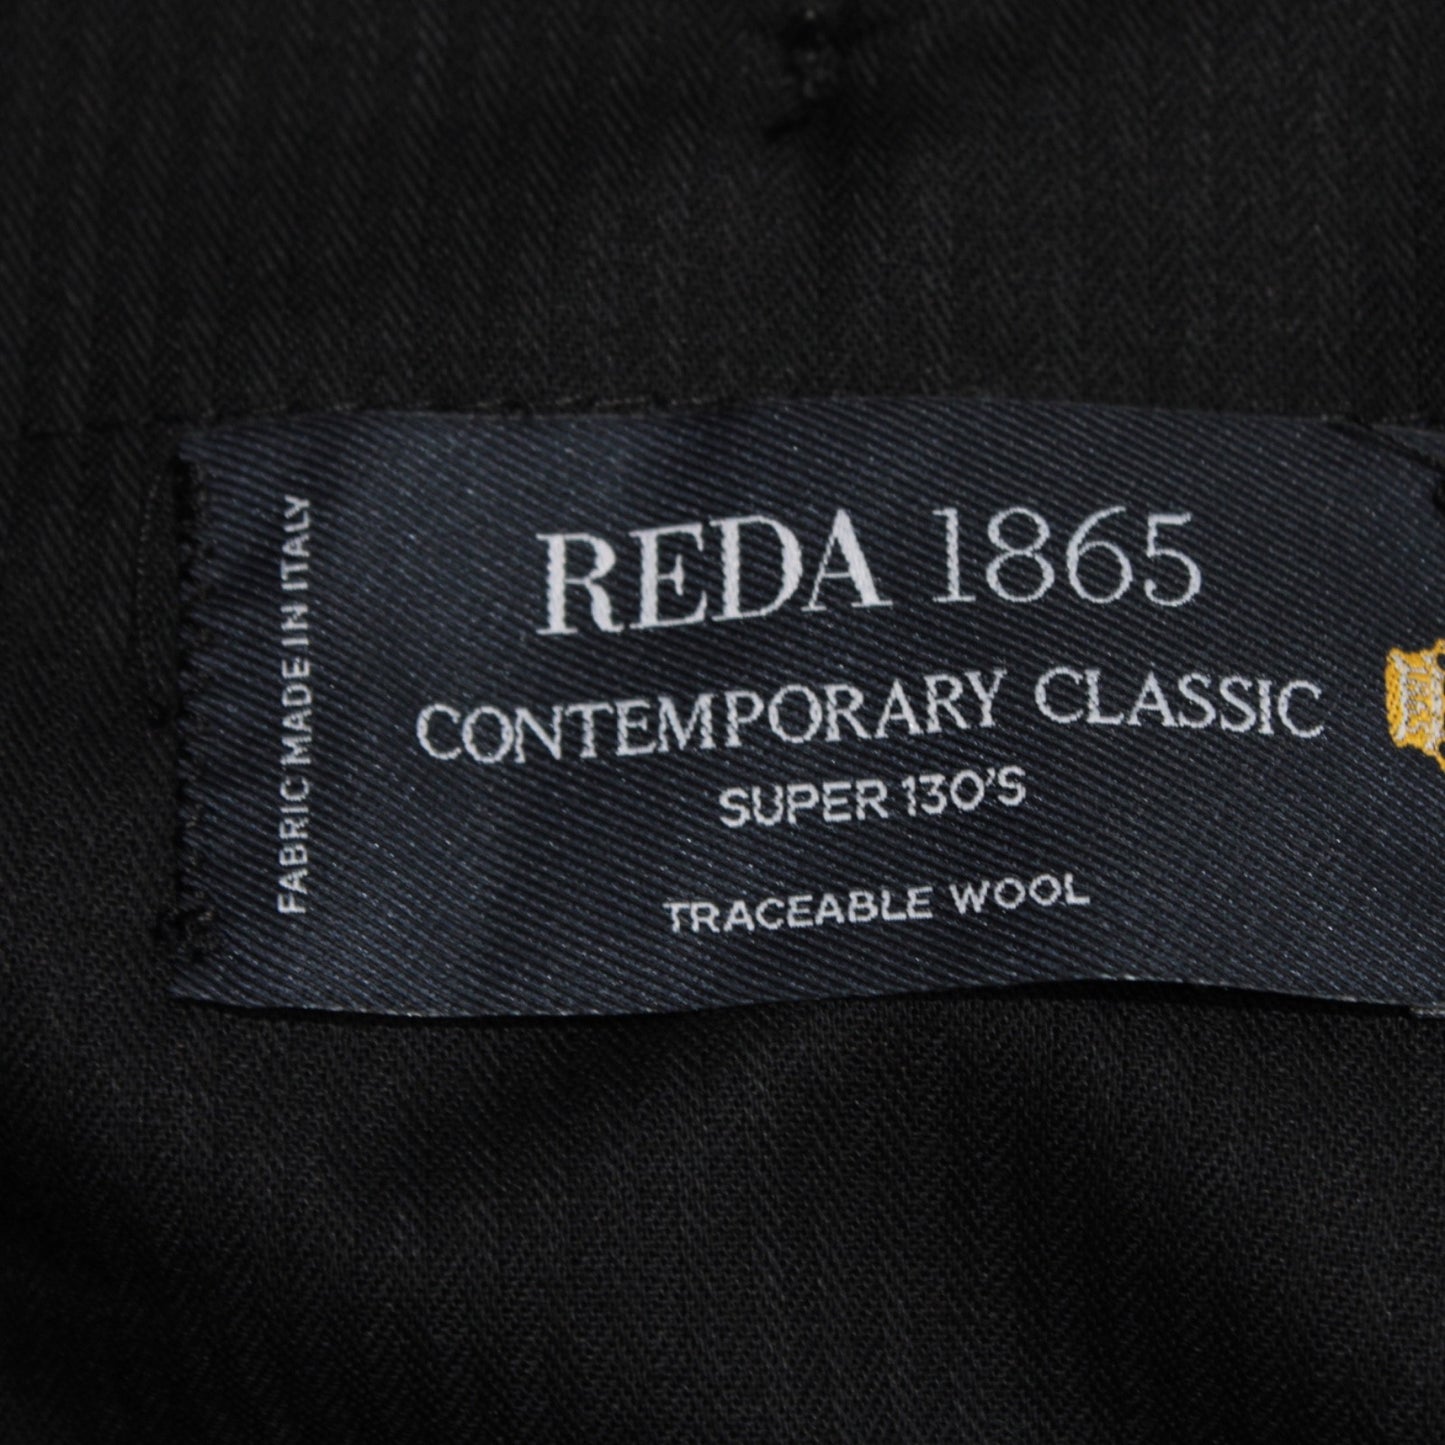 FABRIC MADE IN ITALY
REDA 1865
CONTEMPORARY CLASSIC
SUPER 130'S
TRACEABLE WOOL